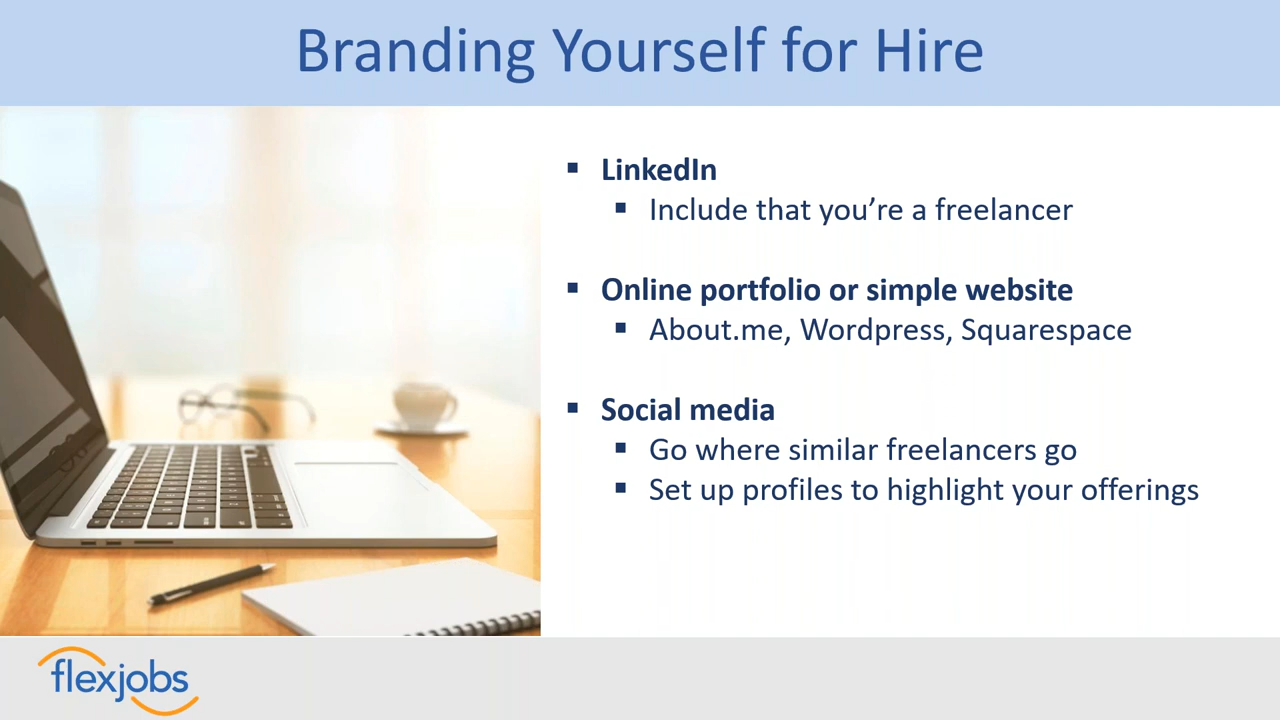 Branding Yourself for Hire
LinkedIn
Include that you’re a freelancer
Online portfolio or simple website
About.me, Wordpress, Squarespace
Social media
Go where similar freelancers go
Set up profiles to highlight your offerings
flexjobs